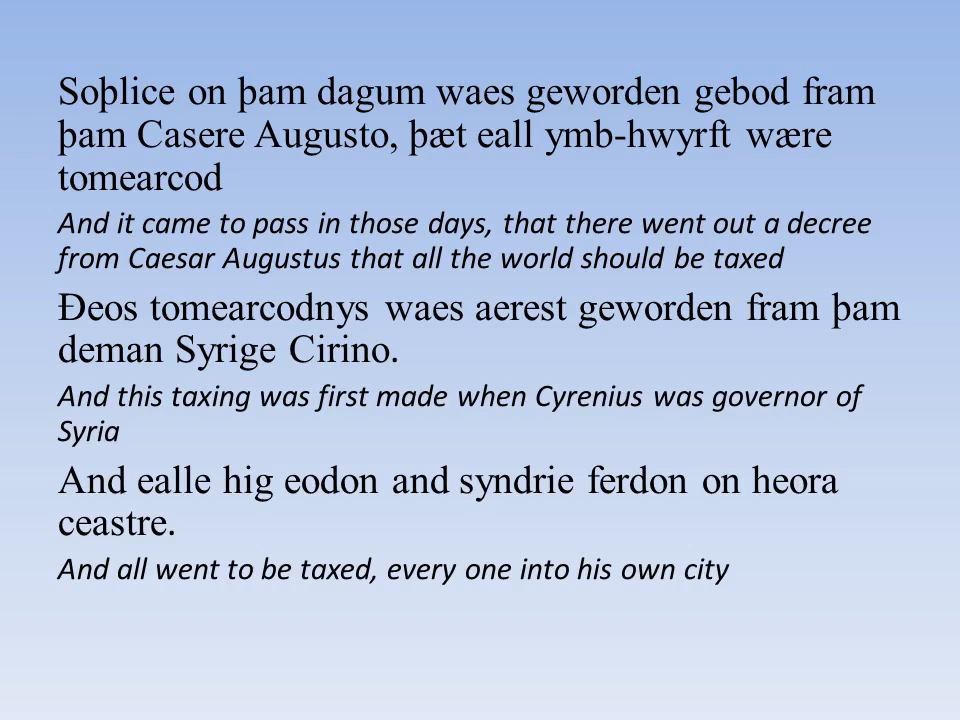 Soþlice on þam dagum waes geworden gebod fram
þam Casere Augusto, þæt eall ymb-hwyrft wære
tomearcod
And it came to pass in those days, that there went out a decree
from Caesar Augustus that all the world should be taxed
Ðeos tomearcodnys waes aerest geworden fram þam
deman Syrige Cirino.
And this taxing was first made when Cyrenius was governor of
Syria
And ealle hig eodon and syndrie ferdon on heora
ceastre.
And all went to be taxed, every one into his own city